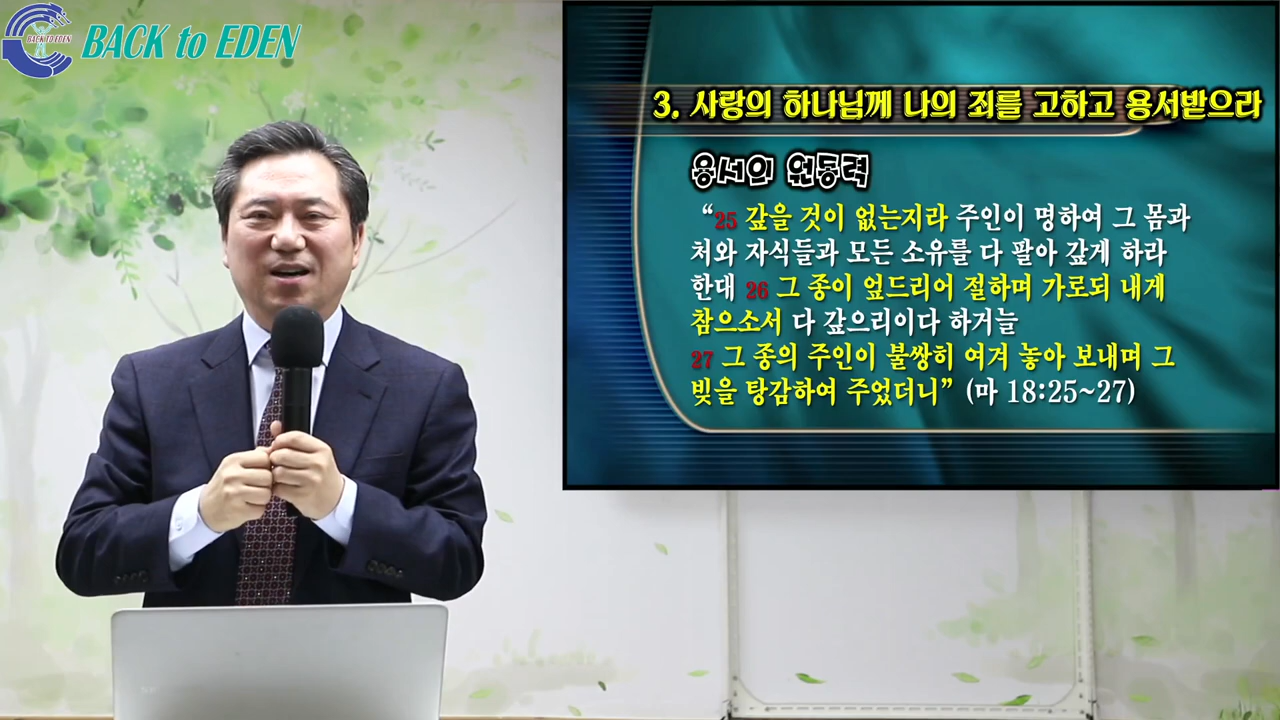 BACK TO EDEN
BACK to EDEN
3. 사랑의 하나님께 나의 죄를 고하고 용서받으라
용서의 원동력
“25 갚을 것이 없는지라 주인이 명하여 그 몸과
처와 자식들과 모든 소유를 다 팔아 갚게 하라
한대 26 그 종이 엎드리어 절하며 가로되 내게
참으소서 다 갚으리이다 하거늘
27 그 종의 주인이 불쌍히 여겨 놓아 보내며 그
빚을 탕감하여 주었더니” (마 18:25~27)